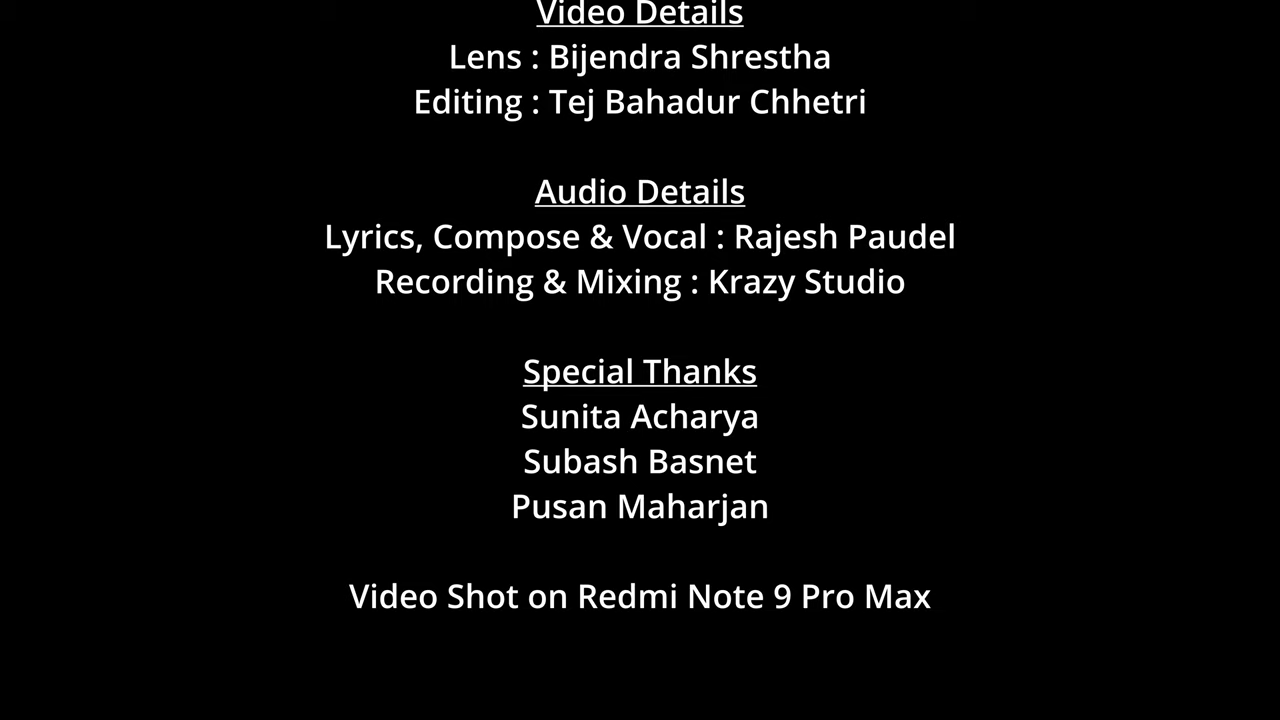 Video Details
Lens : Bijendra Shrestha
Editing : Tej Bahadur Chhetri
Audio Details
Lyrics, Compose & Vocal : Rajesh Paudel
Recording & Mixing : Krazy Studio
Special Thanks
Sunita Acharya
Subash Basnet
Pusan Maharjan
Video Shot on Redmi Note 9 Pro Max